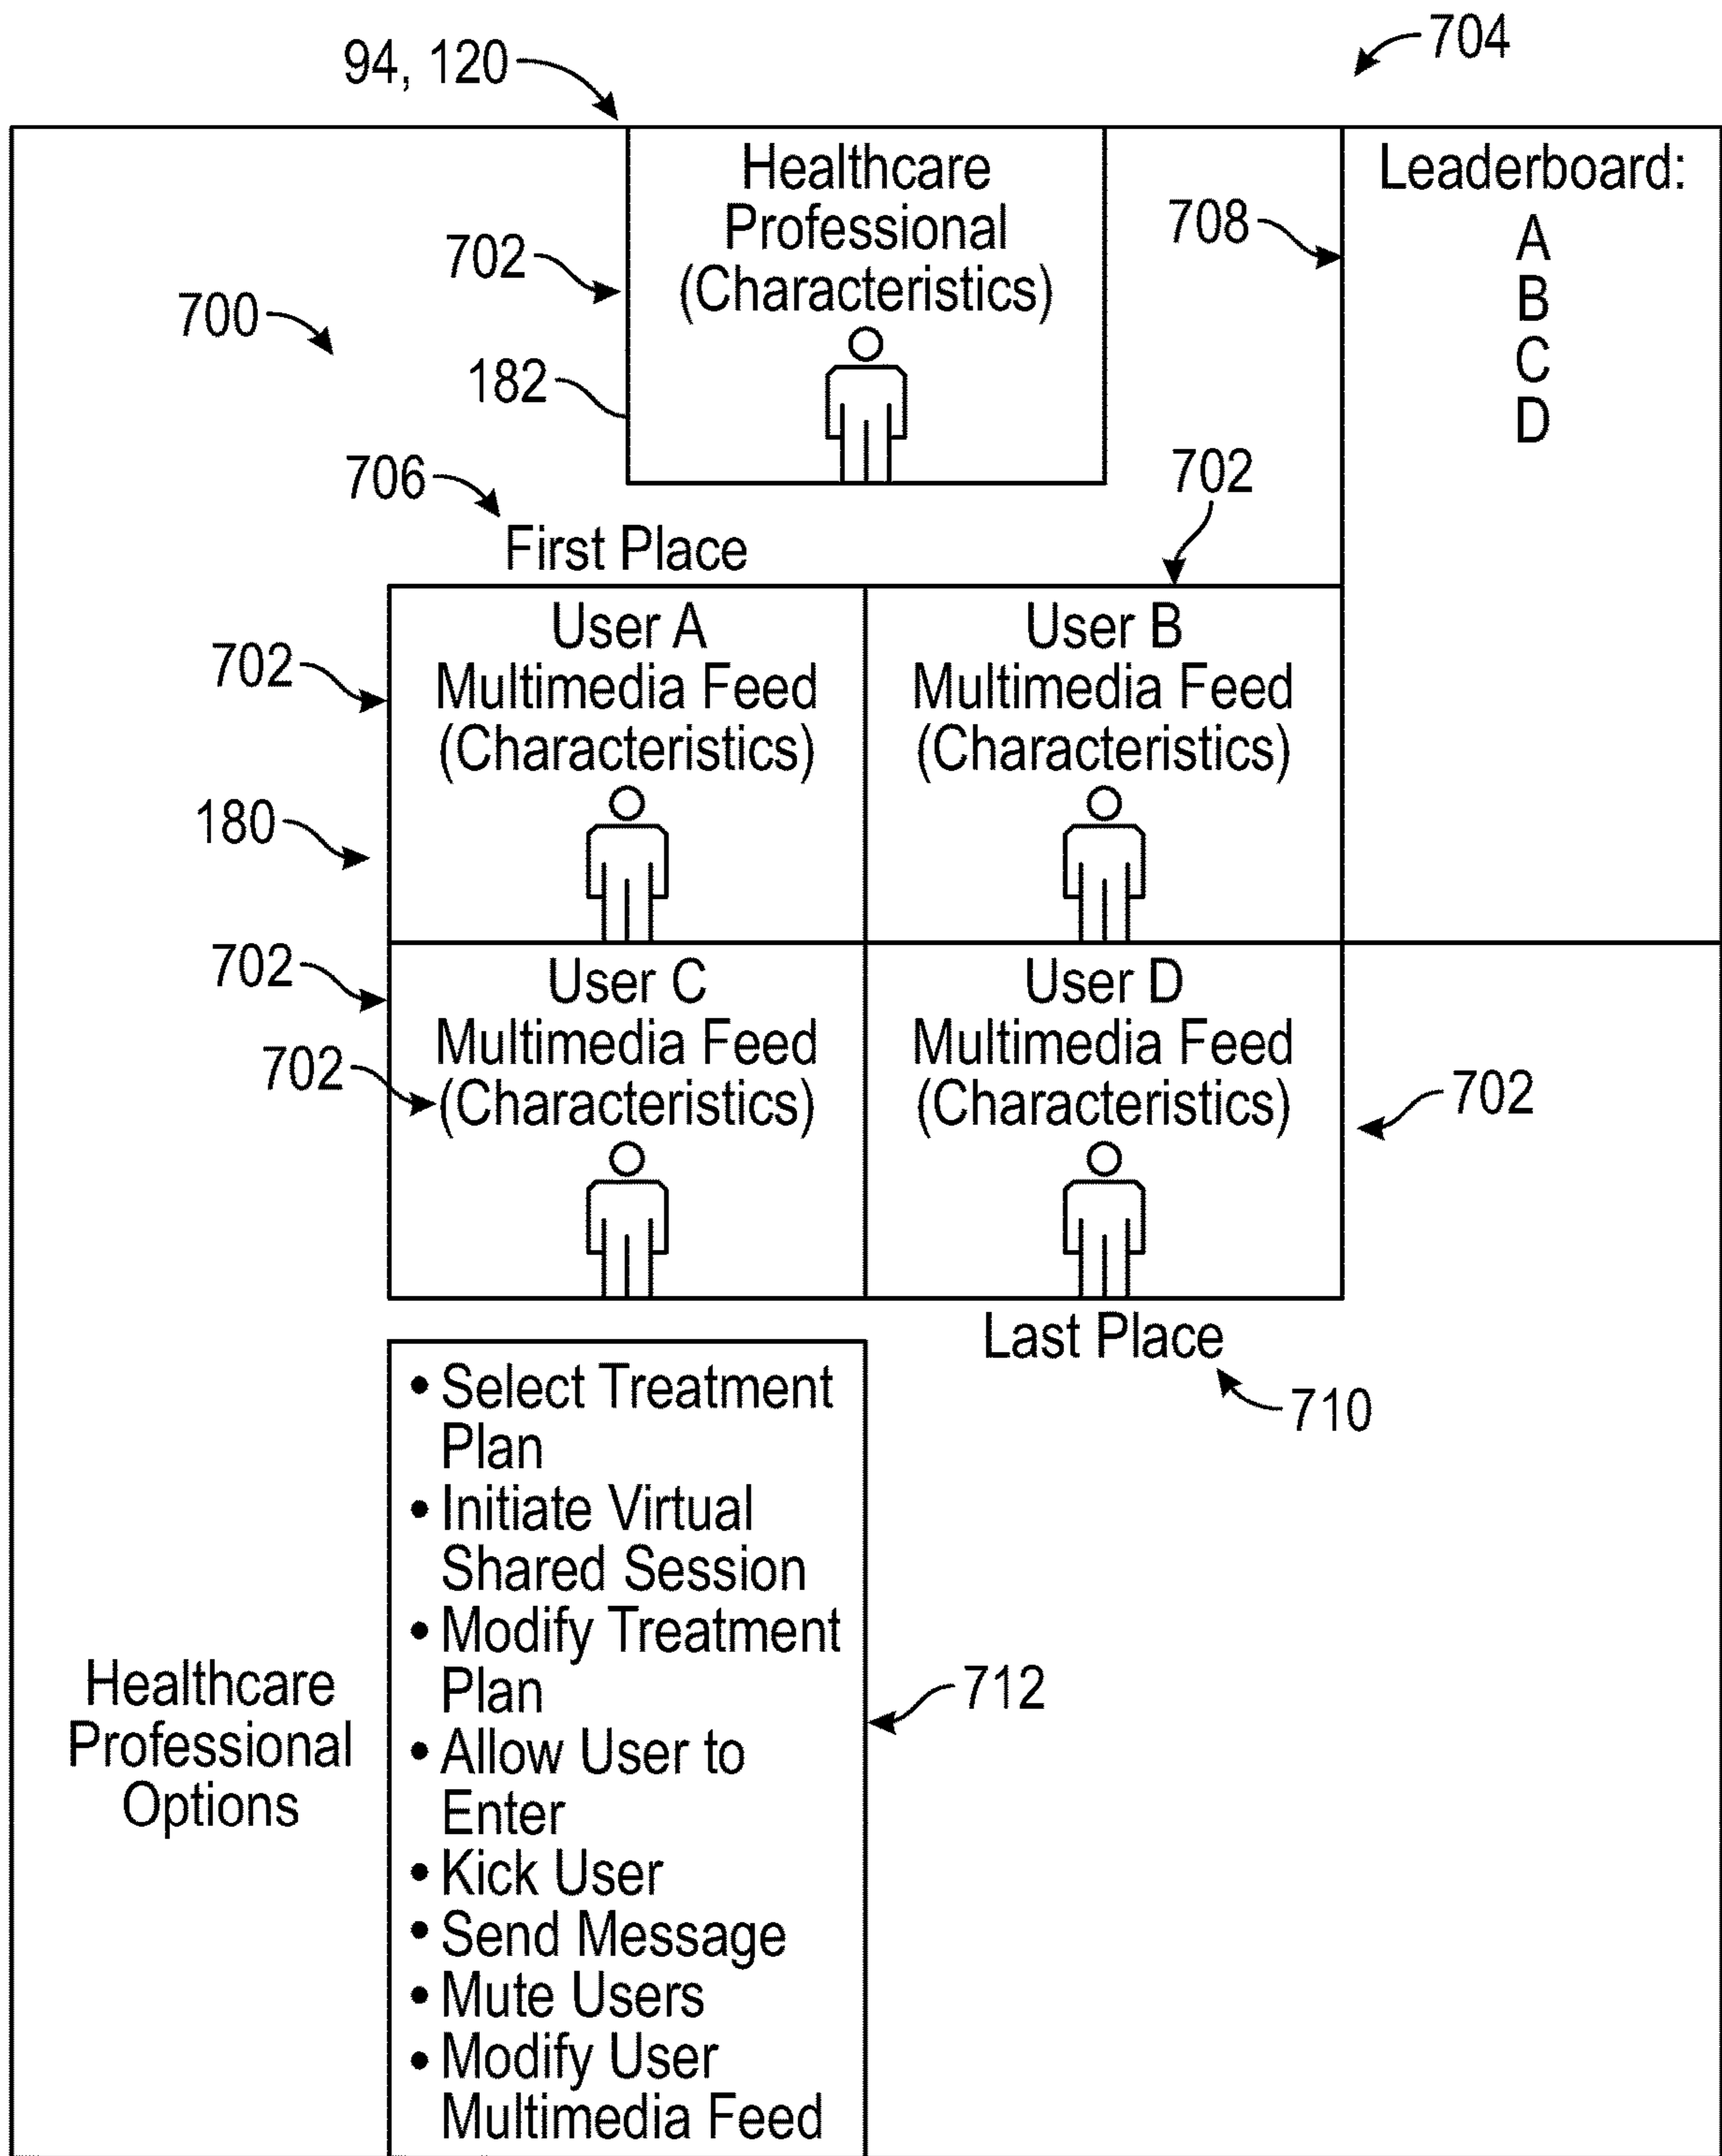 704
94, 120
Healthcare
Professional
(Characteristics)
Leaderboard:
A
B
C
D
708
702
700
182
706
First Place
702
User A
Multimedia Feed
(Characteristics)
User B
Multimedia Feed
(Characteristics)
702
180
702
User C
Multimedia Feed
(Characteristics)
User D
Multimedia Feed
(Characteristics)
702
702
Last Place
710
• Select Treatment
Plan
• Initiate Virtual
Shared Session
• Modify Treatment
Plan
• Allow User to
Enter
• Kick User
• Send Message
• Mute Users
• Modify User
Multimedia Feed
712
Healthcare
Professional
Options